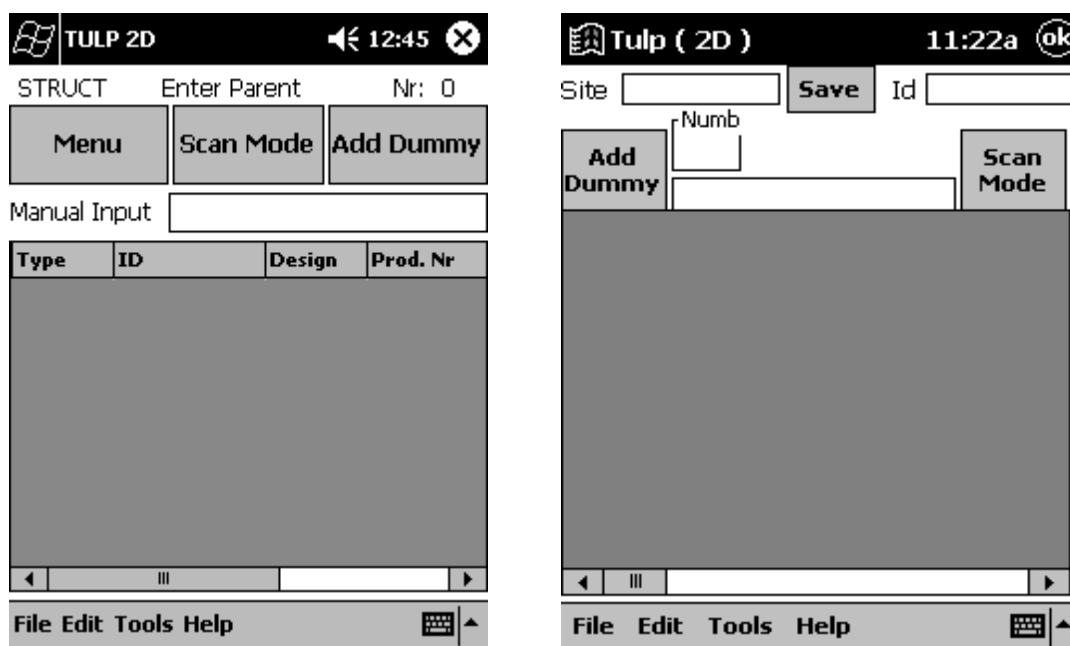 TULP 2D 12:45
STRUCT Enter Parent Nr: 0
Menu Scan Mode Add Dummy
Manual Input
Type ID Design Prod. Nr
File Edit Tools Help
Tulp ( 2D ) 11:22a ok
Site Save Id
Numb
Add
Dummy
Scan
Mode
File Edit Tools Help